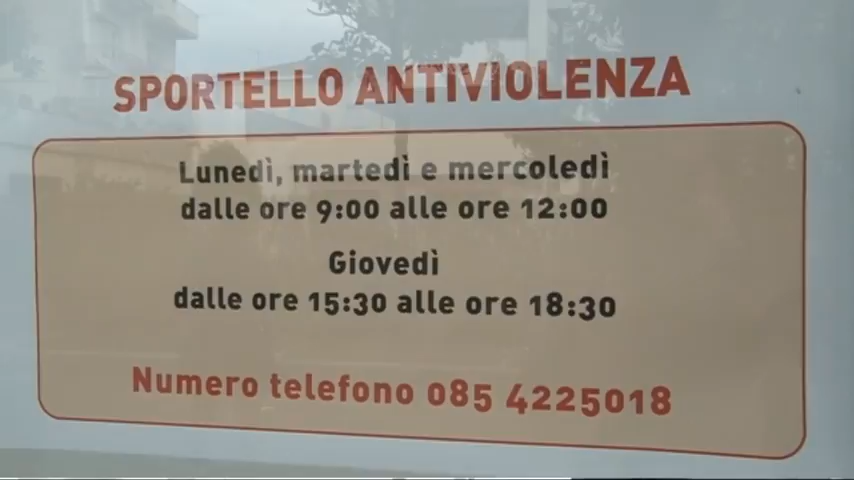 SPORTELLO ANTIVIOLENZA
Lunedì, martedì e mercoledì
dalle ore 9:00 alle ore 12:00
Giovedì
dalle ore 15:30 alle ore 18:30
Numero telefono 085 4225018